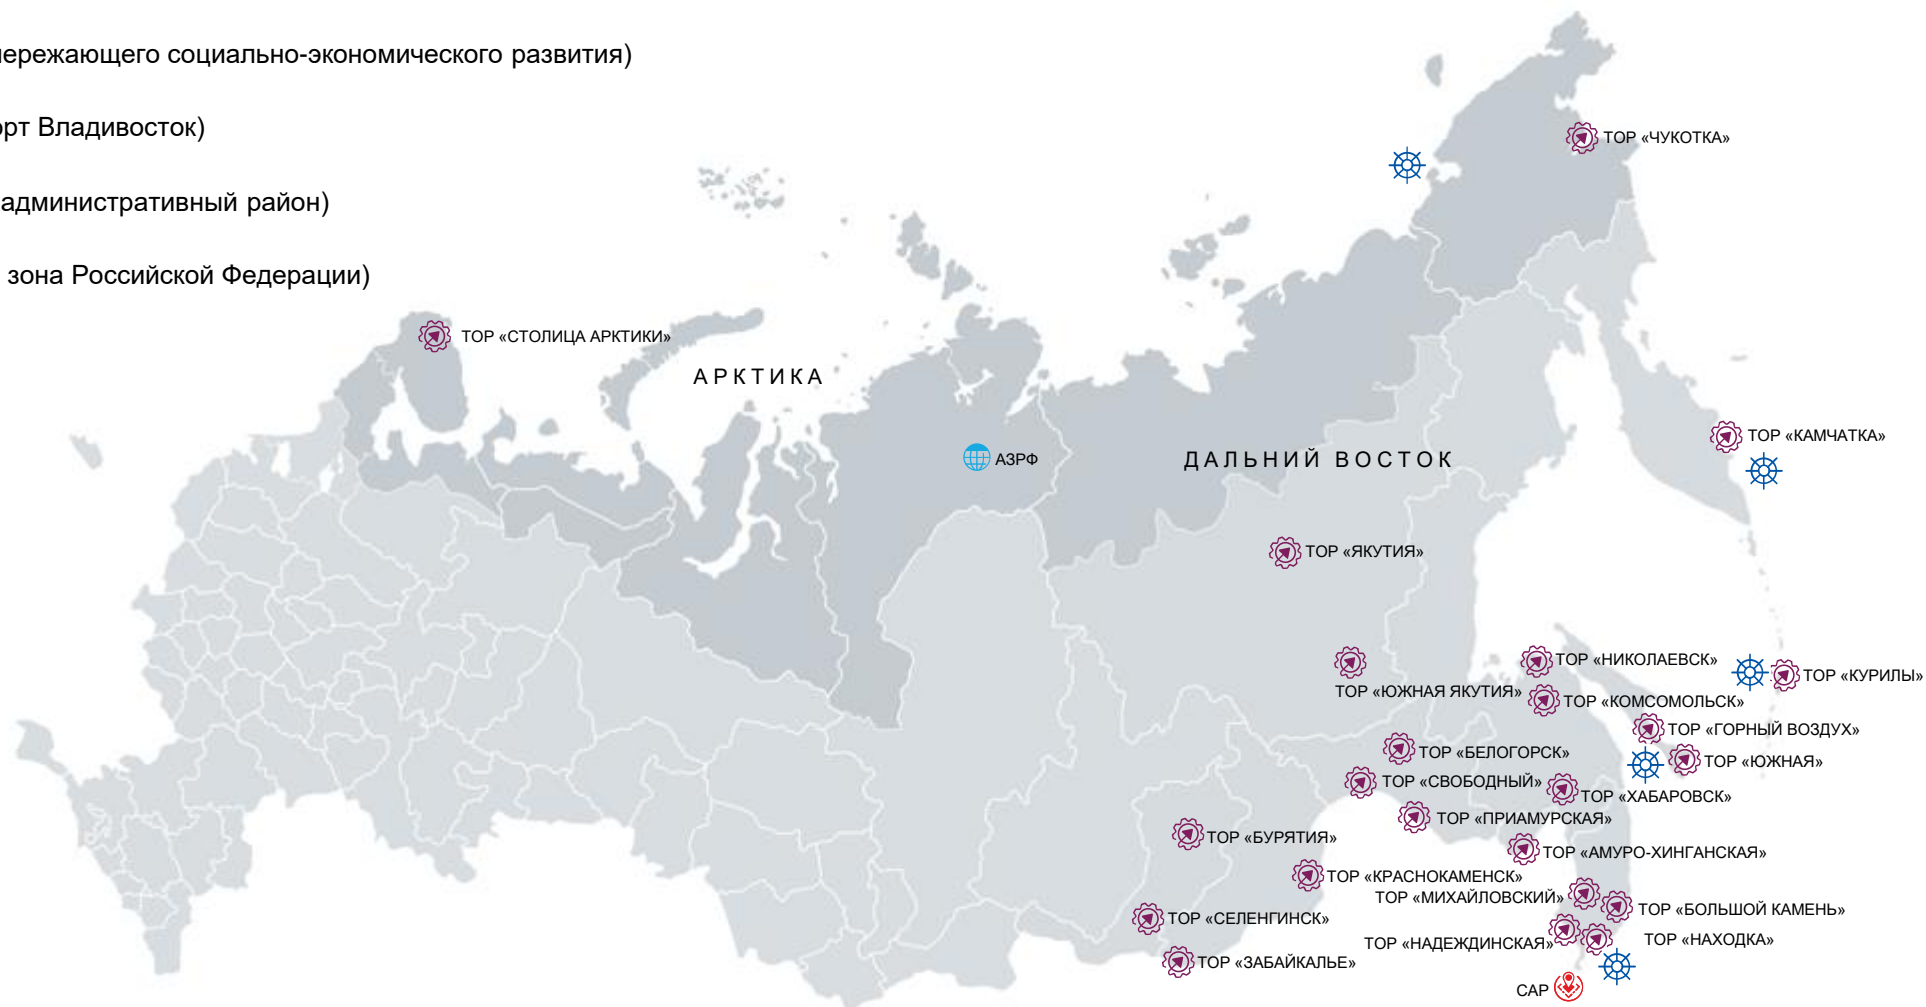 пережающего социально-экономического развития)
орт Владивосток)
административный район)
зона Российской Федерации)
ТОР «ЧУКОТКА»
ТОР «СТОЛИЦА АРКТИКИ»
АРКТИКА
ТОР «КАМЧАТКА»
АЗРФ
ДАЛЬНИЙ ВОСТОК
ТОР «ЯКУТИЯ»
ТОР «НИКОЛАЕВСК»
ТОР «КУРИЛЫ»
ТОР «ЮЖНАЯ ЯКУТИЯ»
ТОР «КОМСОМОЛЬСК»
ТОР «ГОРНЫЙ ВОЗДУХ»
ТОР «БЕЛОГОРСК»
ТОР «ЮЖНАЯ»
ТОР «СВОБОДНЫЙ»
ТОР «ХАБАРОВСК»
ТОР «ПРИАМУРСКАЯ»
ТОР «БУРЯТИЯ»
ТОР «АМУРО-ХИНГАНСКАЯ»
ТОР «КРАСНОКАМЕНСК»
ТОР «МИХАЙЛОВСКИЙ»
ТОР «БОЛЬШОЙ КАМЕНЬ»
ТОР «СЕЛЕНГИНСК»
ТОР «НАДЕЖДИНСКАЯ»
ТОР «НАХОДКА»
ТОР «ЗАБАЙКАЛЬЕ»
САР